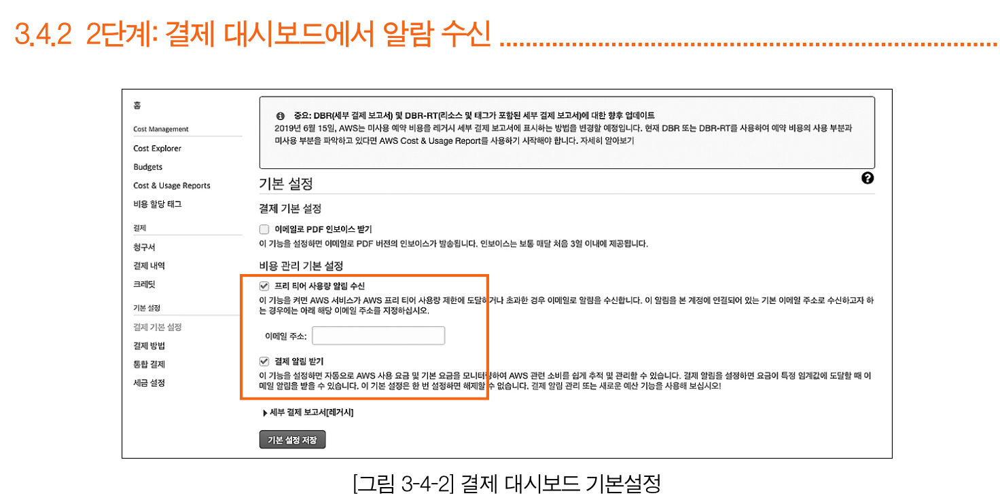 3.4.2 2단계: 결제 대시보드에서 알람 수신
홈
Cost Management
Cost Explorer
Budgets
Cost & Usage Reports
비용 할당 태그
결제
청구서
결제 내역
크레딧
기본 설정
결제 기본 설정
결제 방법
통합 결제
세금 설정
중요: DBR(세부 결제 보고서) 및 DBR-RT(리소스 및 태그가 포함된 세부 결제 보고서)에 대한 향후 업데이트
2019년 6월 15일, AWS는 미사용 예약 비용을 레거시 세부 결제 보고서에 표시하는 방법을 변경할 예정입니다. 현재 DBR 또는 DBR-RT를 사용하여 예약 비용의 사용 부분과
미사용 부분을 파악하고 있다면 AWS Cost & Usage Report를 사용하기 시작해야 합니다. 자세히 알아보기
기본 설정
결제 기본 설정
이메일로 PDF 인보이스 받기
이 기능을 설정하면 이메일로 PDF 버전의 인보이스가 발송됩니다. 인보이스는 보통 매달 처음 3일 이내에 제공됩니다.
비용 관리 기본 설정
프리 티어 사용량 알림 수신
이 기능을 켜면 AWS 서비스가 AWS 프리 티어 사용량 제한에 도달하거나 초과한 경우 이메일로 알림을 수신합니다. 이 알림을 본 계정에 연결되어 있는 기본 이메일 주소로 수신하고자 하
는 경우에는 아래 해당 이메일 주소를 지정하십시오.
이메일 주소:
결제 알림 받기
이 기능을 설정하면 자동으로 AWS 사용 요금 및 기본 요금을 모니터링하여 AWS 관련 소비를 쉽게 추적 및 관리할 수 있습니다. 결제 알림을 설정하면 요금이 특정 임계값에 도달할 때 이
메일 알림을 받을 수 있습니다. 이 기본 설정은 한 번 설정하면 해제할 수 없습니다. 결제 알림 관리 또는 새로운 예산 기능을 사용해 보십시오!
세부 결제 보고서[레거시]
기본 설정 저장
[그림 3-4-2] 결제 대시보드 기본설정